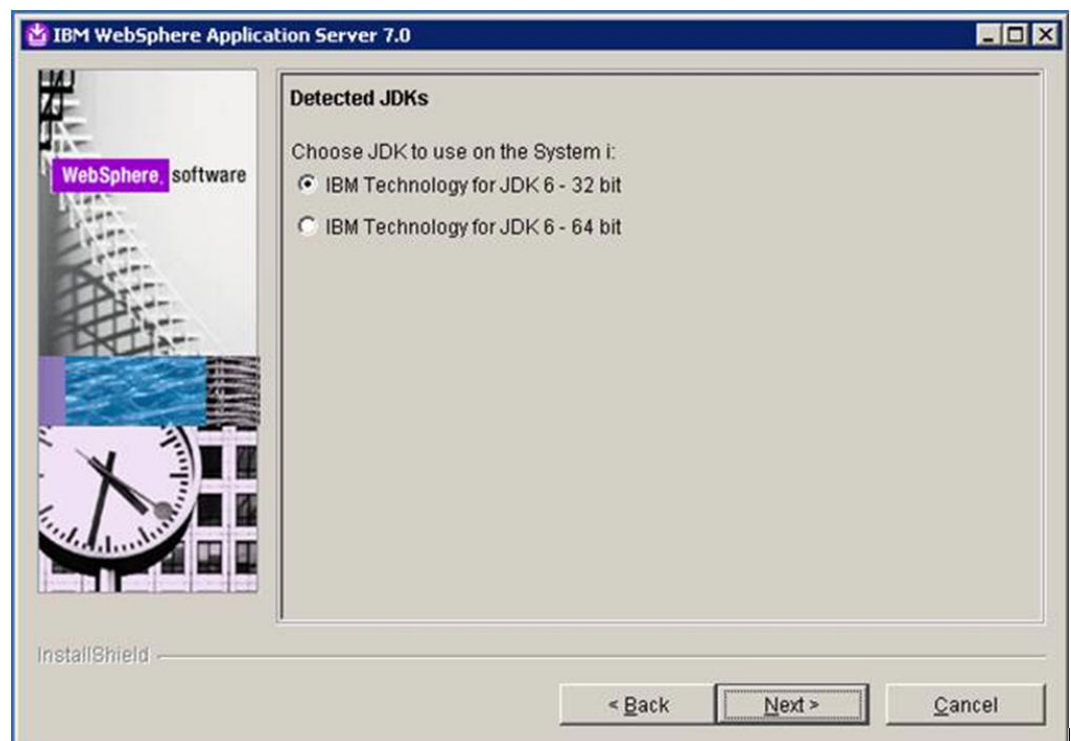 IBM WebSphere Application Server 7.0
WebSphere. software
Detected JDKs
Choose JDK to use on the System i:
IBM Technology for JDK 6 - 32 bit
IBM Technology for JDK 6 - 64 bit
InstallShield
< Back Next > Cancel